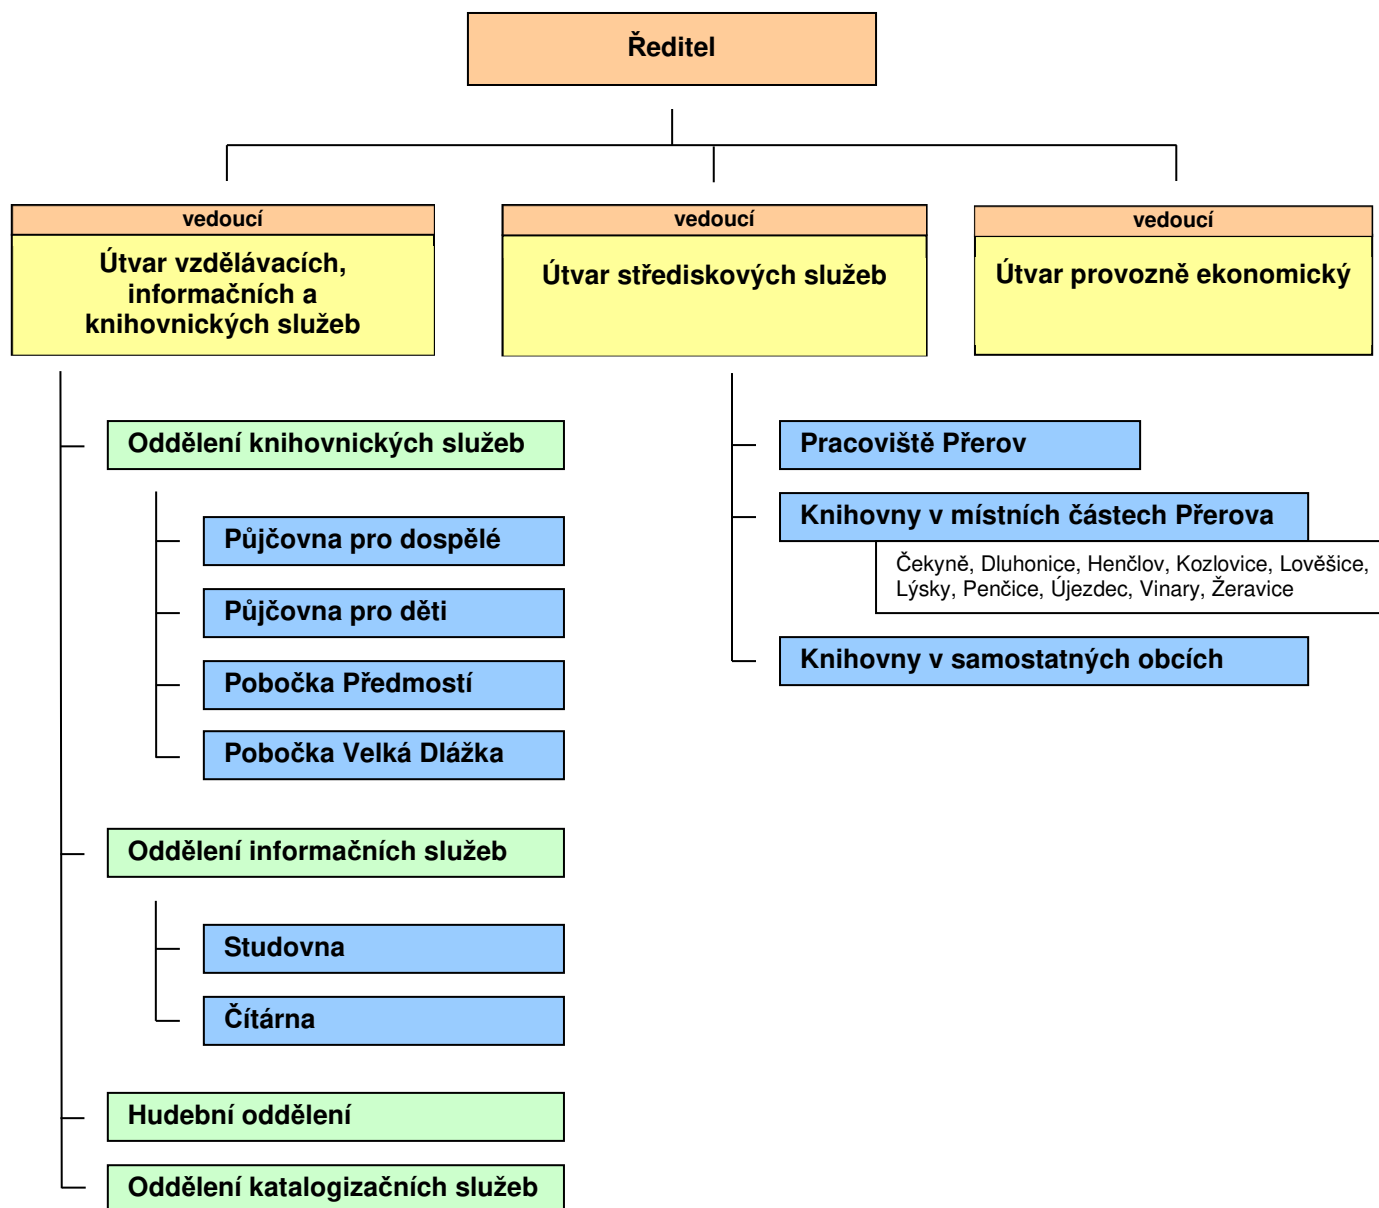 Ředitel
vedoucí
Útvar vzdělávacích,
informačních a
knihovnických služeb
vedoucí
Útvar střediskových služeb
vedoucí
Útvar provozně ekonomický
Oddělení knihovnických služeb
Půjčovna pro dospělé
Půjčovna pro děti
Pobočka Předmostí
Pobočka Velká Dlážka
Oddělení informačních služeb
Studovna
Čítárna
Hudební oddělení
Oddělení katalogizačních služeb
Pracoviště Přerov
Knihovny v místních částech Přerova
Čekyně, Dluhonice, Henčlov, Kozlovice, Lověšice,
Lýsky, Penčice, Újezdec, Vinary, Žeravice
Knihovny v samostatných obcích